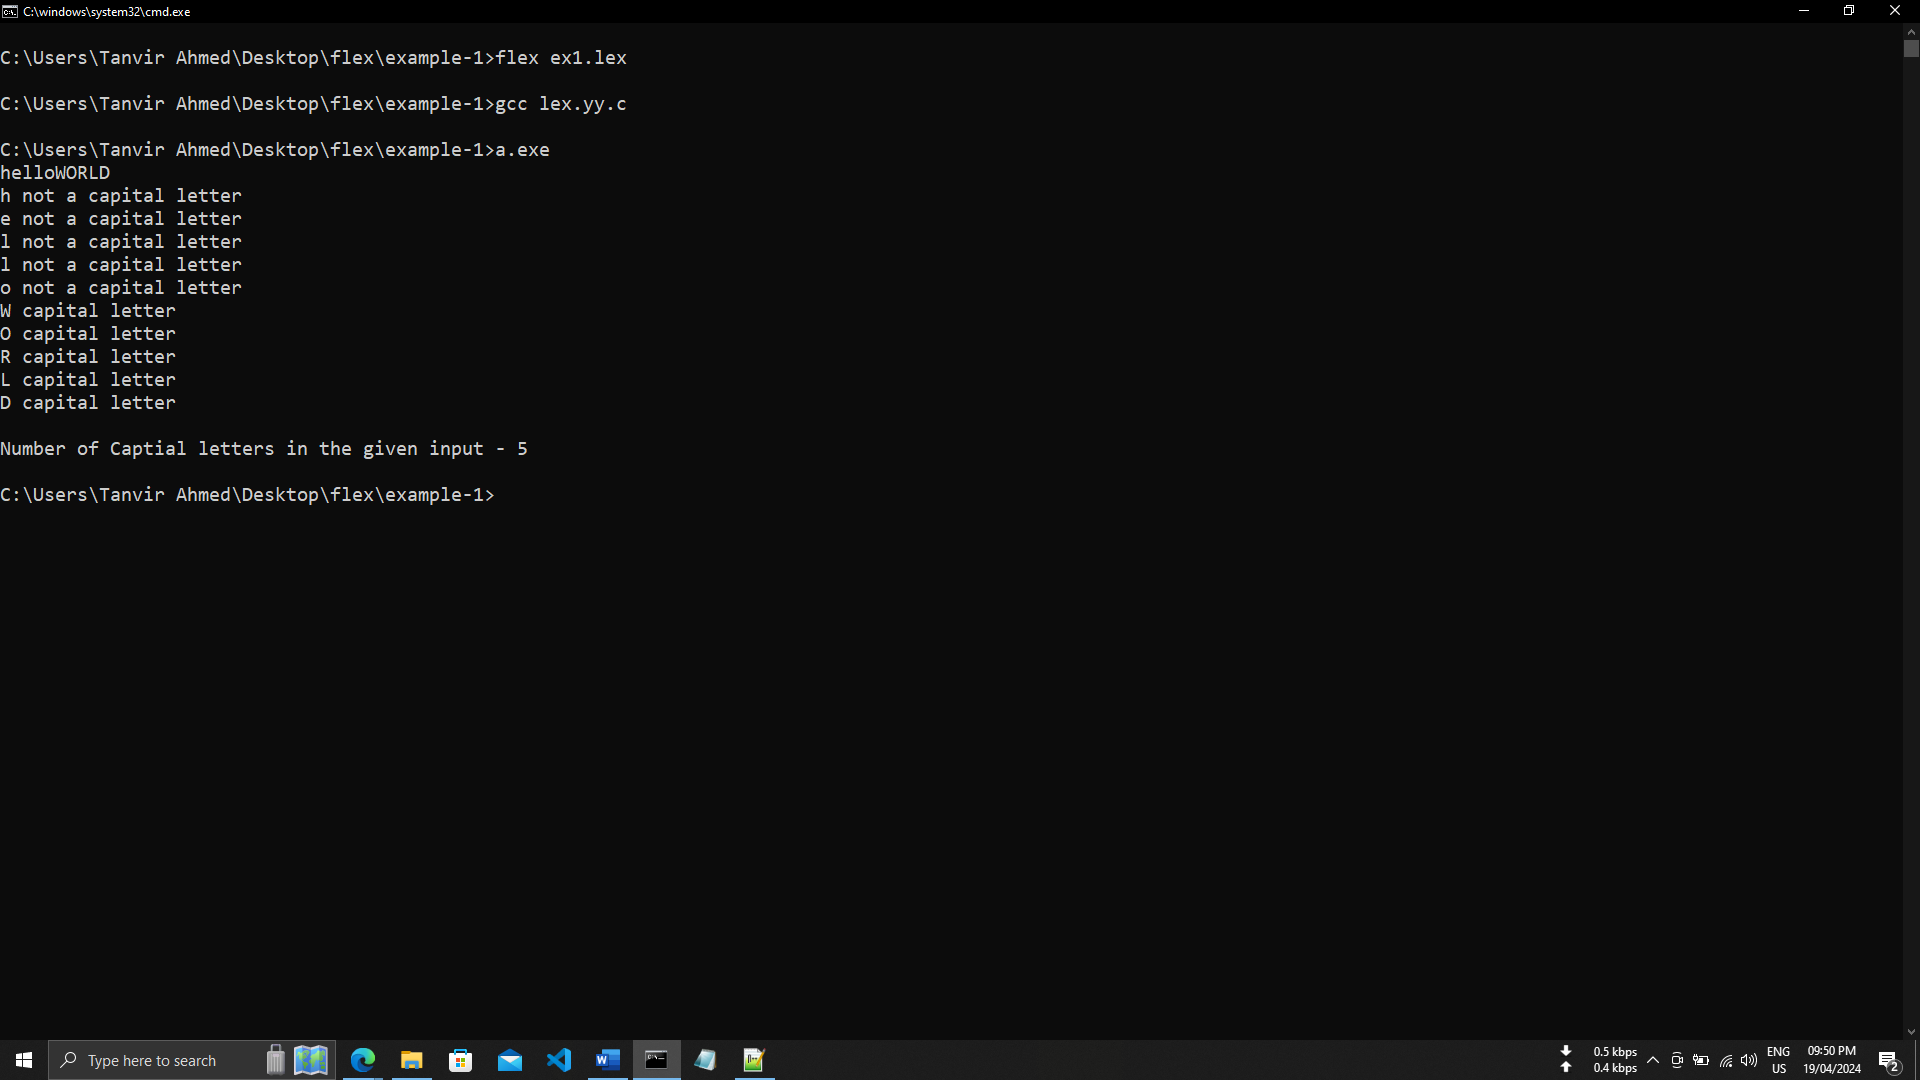 C:\windows\system32\cmd.exe
C:\Users\Tanvir Ahmed\Desktop\flex\example-1>flex ex1.lex
C:\Users\Tanvir Ahmed\Desktop\flex\example-1>gcc lex.yy.c
C:\Users\Tanvir Ahmed\Desktop\flex\example-1>a.exe
helloWORLD
h not a capital letter
e not a capital letter
l not a capital letter
l not a capital letter
o not a capital letter
W capital letter
O capital letter
R capital letter
L capital letter
D capital letter
Number of Captial letters in the given input - 5
C:\Users\Tanvir Ahmed\Desktop\flex\example-1>
Type here to search
0.5 kbps
0.4 kbps
ENG
US
09:50 PM
19/04/2024
2